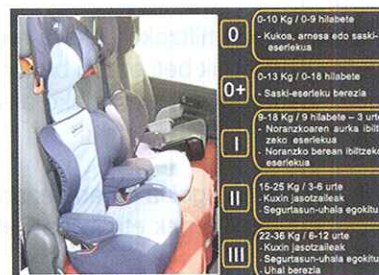 0
0-10 Kg / 0-9 hilabete
- Kukoa, arnesa edo saski-
eserlekua
0+
0-13 Kg / 0-18 hilabete
- Saski-eserleku berezia
I
9-18 Kg / 9 hilabete – 3 urte
- Noranzkoaren aurka ibiltze
zeko eserlekua
- Noranzko berean ibiltzeko
eserlekua
II
15-25 Kg / 3-6 urte
- Kuxin jasotzaileak
- Segurtasun-uhala egokitu
III
22-36 Kg / 6-12 urte
- Kuxin jasotzaileak
- Segurtasun-uhala egokitu
- Uhal berezia